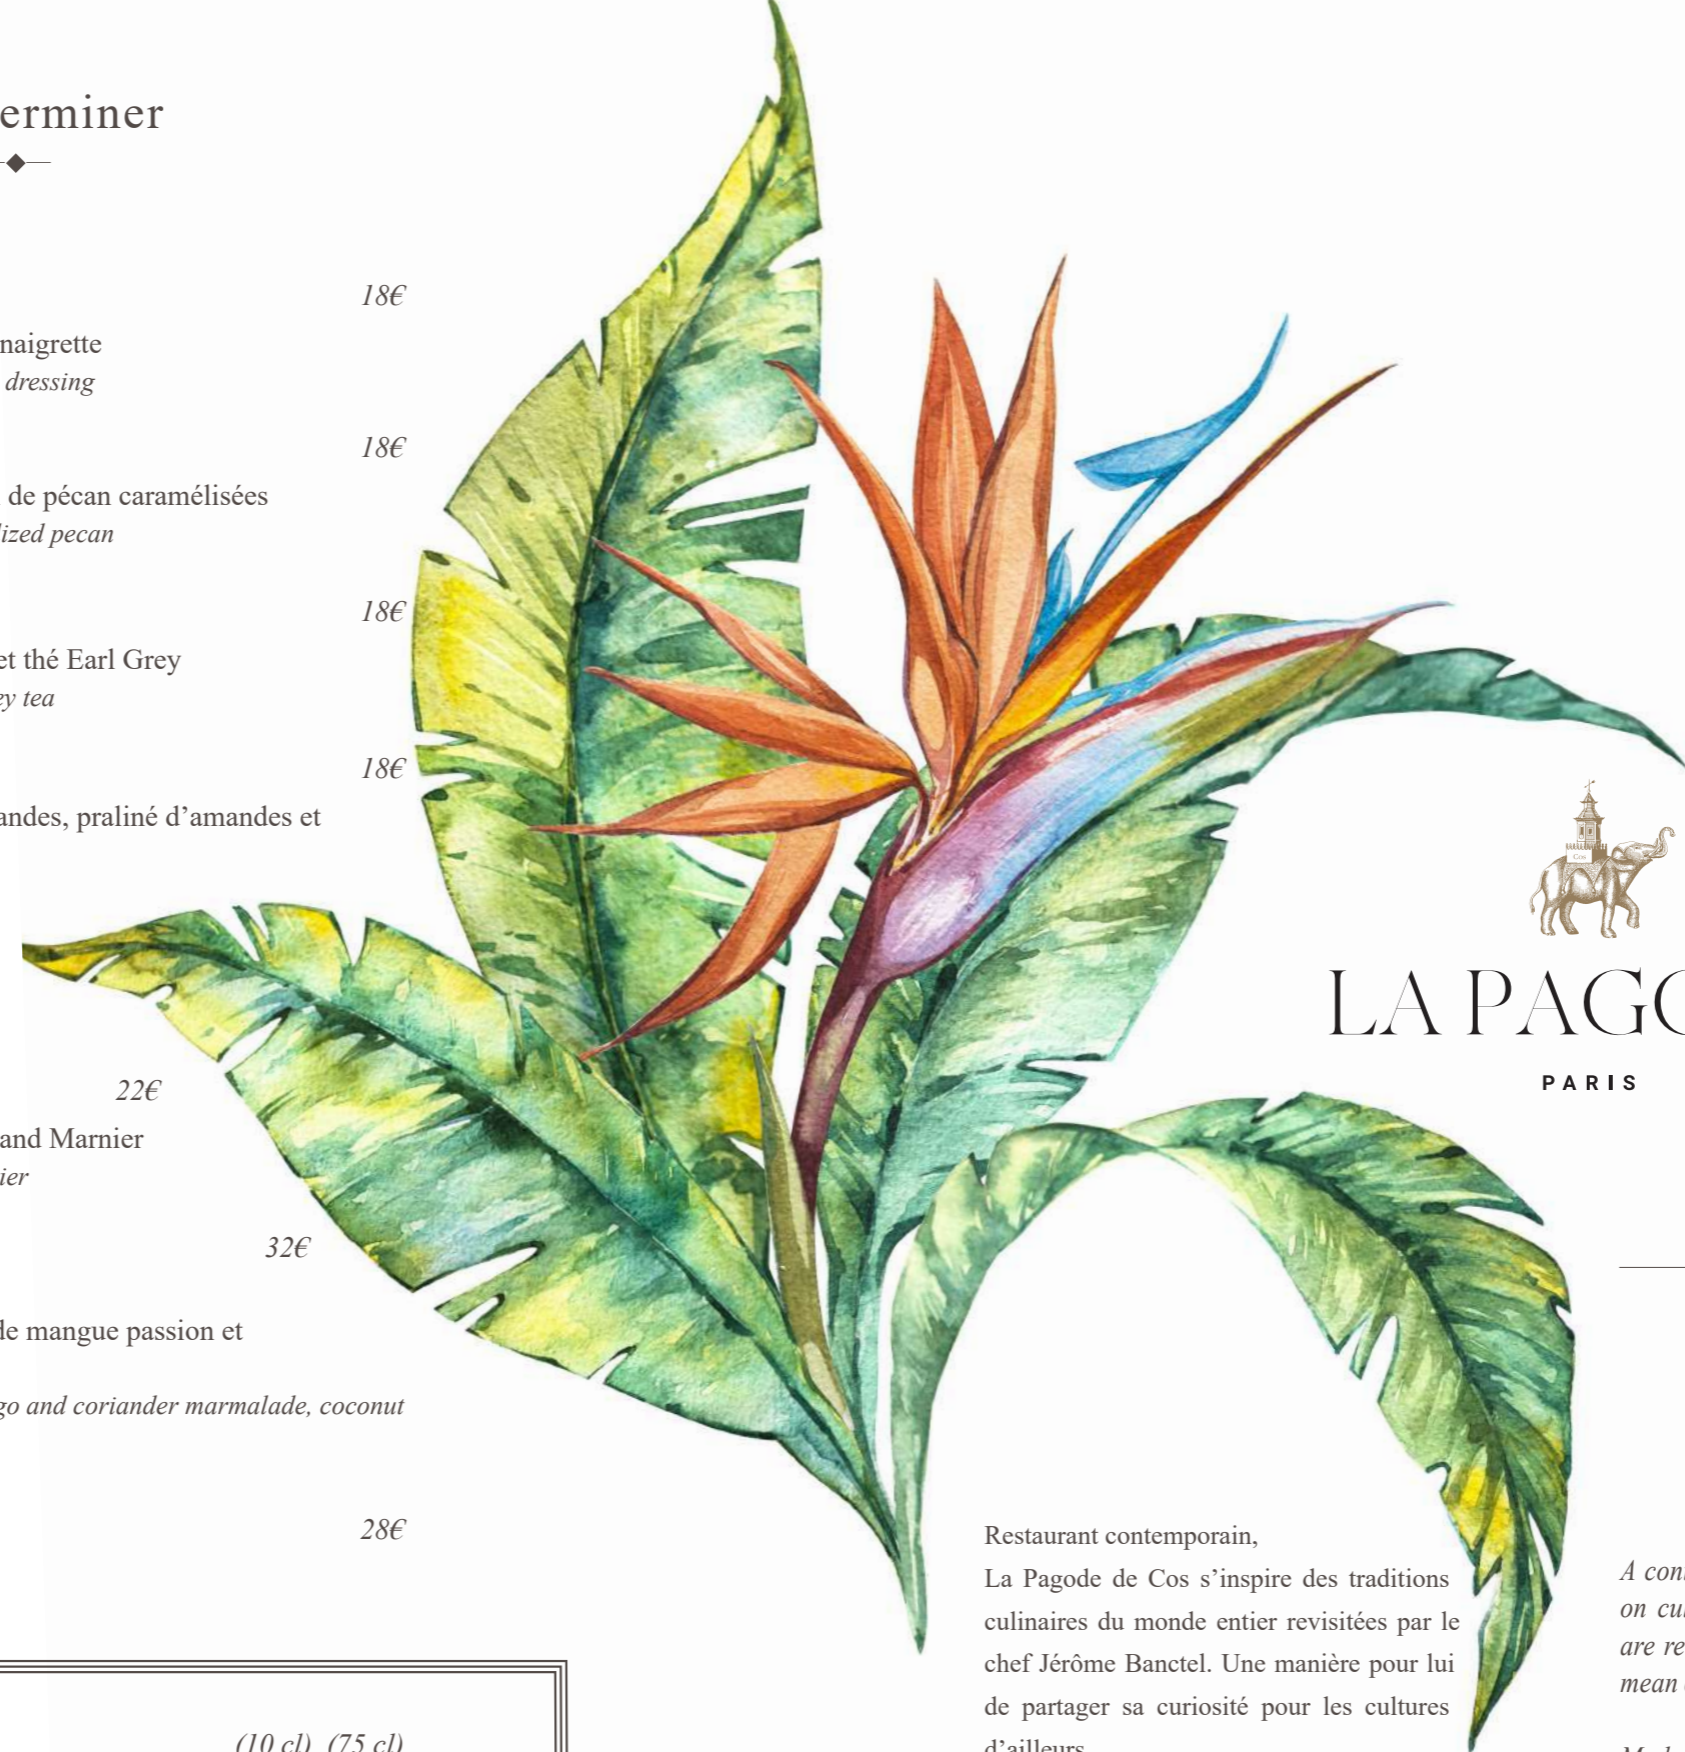 erminer
18€
naigrette
dressing
18€
de pécan caramélisées
lized pecan
18€
et thé Earl Grey
ey tea
18€
andes, praliné d’amandes et
22€
and Marnier
ier
32€
de mangue passion et
go and coriander marmalade, coconut
28€
(10 cl) (75 cl)
Cos
LA PAGO
PARIS
Restaurant contemporain,
La Pagode de Cos s’inspire des traditions
culinaires du monde entier revisitées par le
chef Jérôme Banctel. Une manière pour lui
de partager sa curiosité pour les cultures
d’ailleurs
A con
on cu
are re
mean